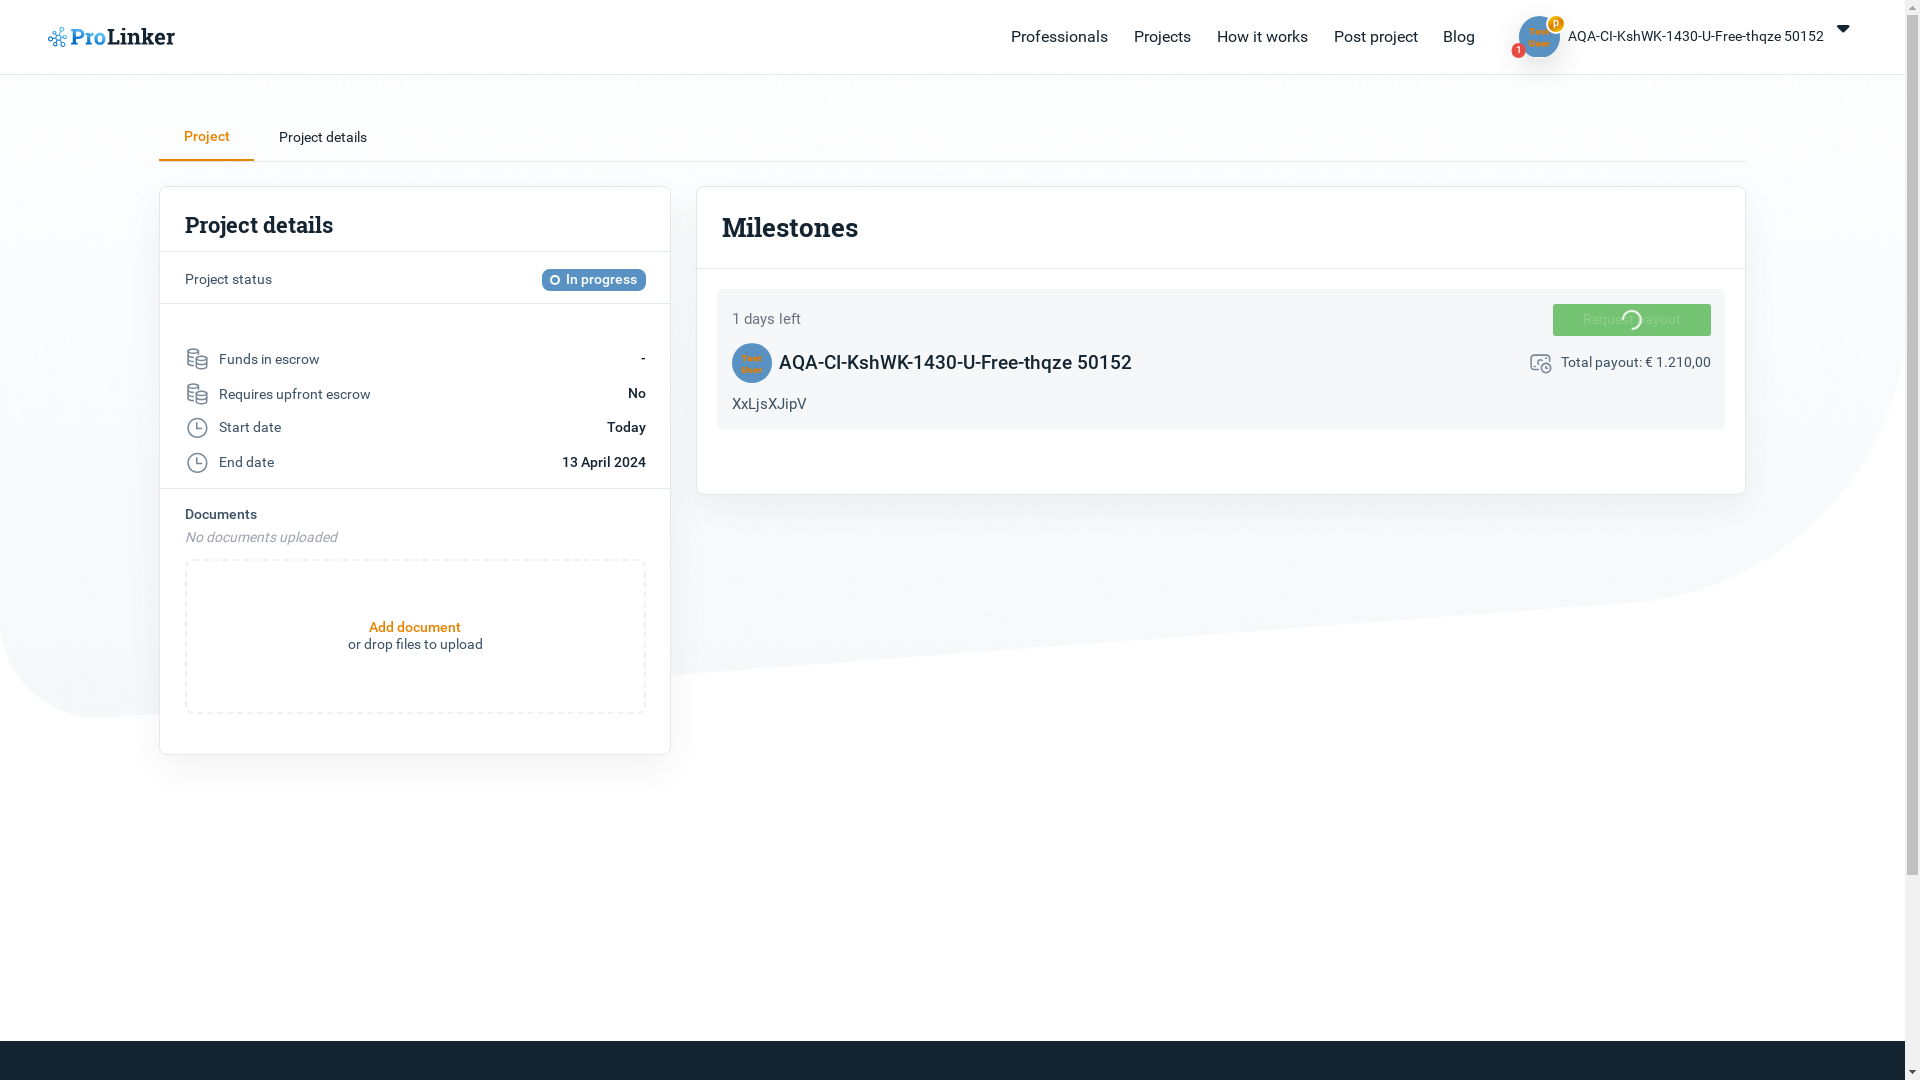 ProLinker
Professionals
Projects
How it works
Post project
Blog
Test
User
p
1
AQA-CI-KshWK-1430-U-Free-thqze 50152
Project
Project details
Project details
Project status
In progress
Funds in escrow
-
Requires upfront escrow
No
Start date
Today
End date
13 April 2024
Documents
No documents uploaded
Add document
or drop files to upload
Milestones
1 days left
Request payout
Test
User
AQA-CI-KshWK-1430-U-Free-thqze 50152
Total payout: € 1.210,00
XxLjsXJipV